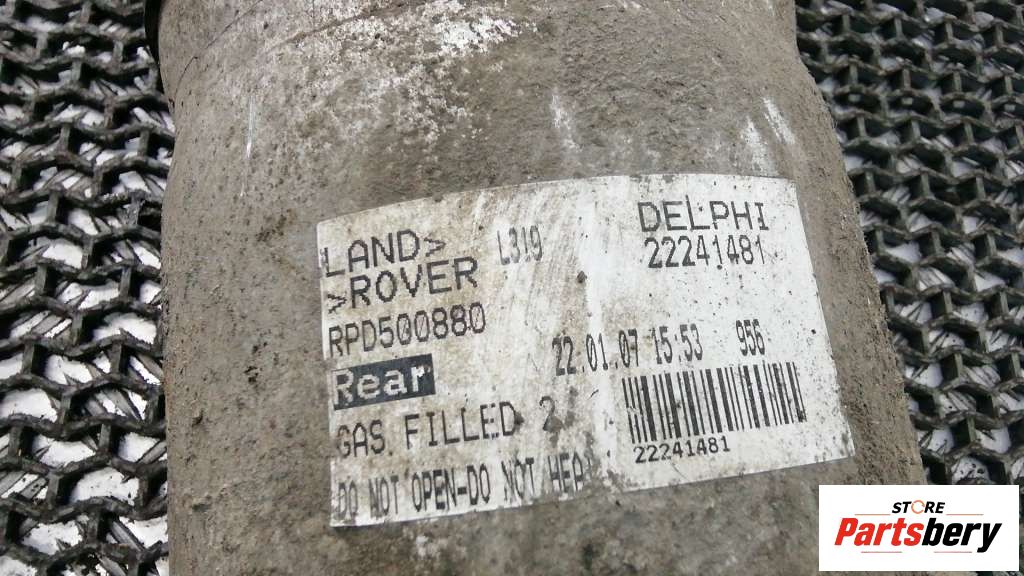 LAND>
>ROVER
L319
RPD500880
Rear
GAS FILLED 2
DO NOT OPEN-DO NOT HEA
DELPHI
22241481
22.01.07 15:53 956
22241481
STORE
Partsbery